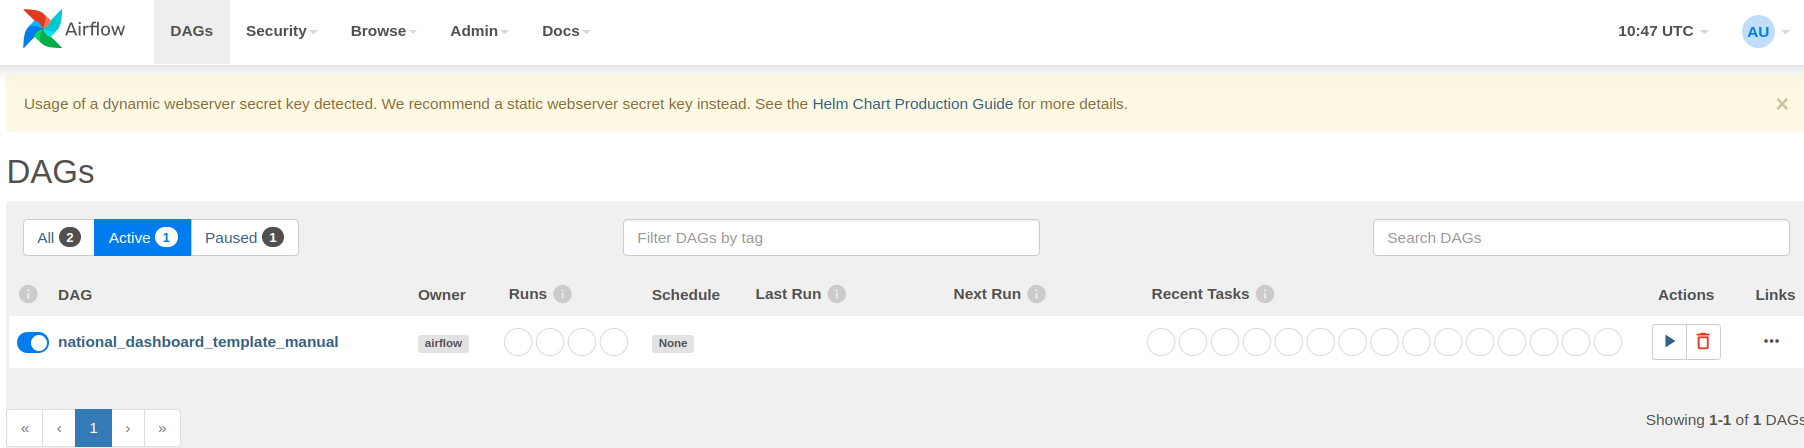 Airflow DAGs Security Browse Admin Docs 10:47 UTC AU
Usage of a dynamic webserver secret key detected. We recommend a static webserver secret key instead. See the Helm Chart Production Guide for more details. ×
DAGs
All 2 Active 1 Paused 1 Filter DAGs by tag Search DAGs
i DAG Owner Runs i Schedule Last Run i Next Run i Recent Tasks i Actions Links
national_dashboard_template_manual airflow None ...
« ‹ 1 › » Showing 1-1 of 1 DAGs